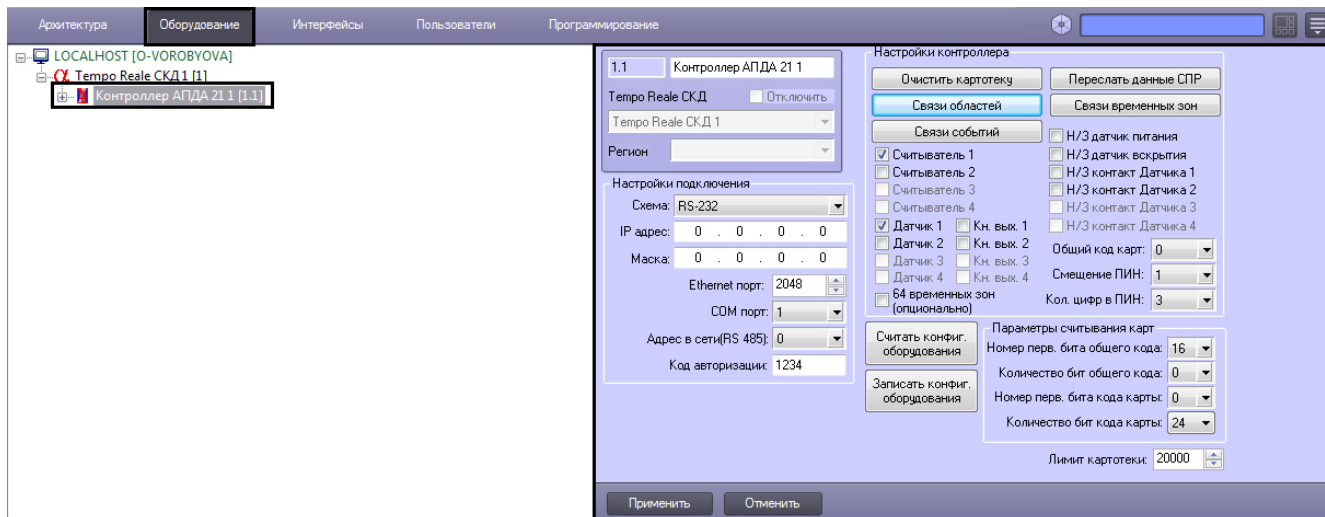 Архитектура Оборудование Интерфейсы Пользователи Программирование
LOCALHOST [O-VOROBYOVA]
Tempo Reale СКД 1 [1]
Контроллер АПДА 21 1 [1.1]
1.1 Контроллер АПДА 21 1
Tempo Reale СКД Отключить
Tempo Reale СКД 1
Регион
Настройки подключения
Схема: RS-232
IP адрес: 0 . 0 . 0 . 0
Маска: 0 . 0 . 0 . 0
Ethernet порт: 2048
COM порт: 1
Адрес в сети(RS 485): 0
Код авторизации: 1234
Настройки контроллера
Очистить картотеку Переслать данные СПР
Связи областей Связи временных зон
Связи событий
Н/З датчик питания
Считыватель 1 Н/З датчик вскрытия
Считыватель 2 Н/З контакт Датчика 1
Считыватель 3 Н/З контакт Датчика 2
Считыватель 4 Н/З контакт Датчика 3
Датчик 1 Кн. вых. 1 Н/З контакт Датчика 4
Датчик 2 Кн. вых. 2 Общий код карт: 0
Датчик 3 Кн. вых. 3
Датчик 4 Кн. вых. 4 Смещение ПИН: 1
64 временных зон
(опционально)
Кол. цифр в ПИН: 3
Считать конфиг.
оборудования
Записать конфиг.
оборудования
Параметры считывания карт
Номер перв. бита общего кода: 16
Количество бит общего кода: 0
Номер перв. бита кода карты: 0
Количество бит кода карты: 24
Лимит картотеки: 20000
Применить Отменить